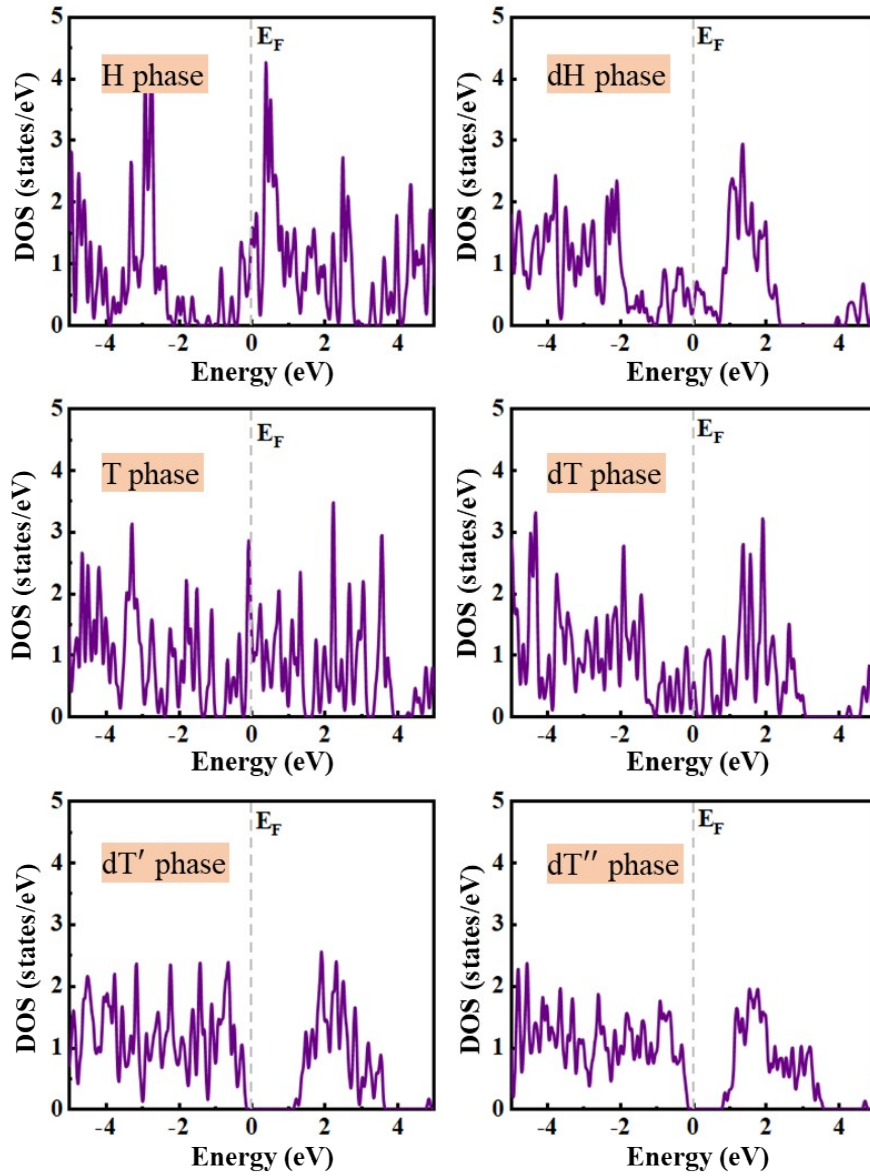 5
4
3
2
1
0
DOS (states/eV)
H phase
E_F
-4 -2 0 2 4
Energy (eV)
5
4
3
2
1
0
DOS (states/eV)
dH phase
E_F
-4 -2 0 2 4
Energy (eV)
5
4
3
2
1
0
DOS (states/eV)
T phase
E_F
-4 -2 0 2 4
Energy (eV)
5
4
3
2
1
0
DOS (states/eV)
dT phase
E_F
-4 -2 0 2 4
Energy (eV)
5
4
3
2
1
0
DOS (states/eV)
dT′ phase
E_F
-4 -2 0 2 4
Energy (eV)
5
4
3
2
1
0
DOS (states/eV)
dT″ phase
E_F
-4 -2 0 2 4
Energy (eV)